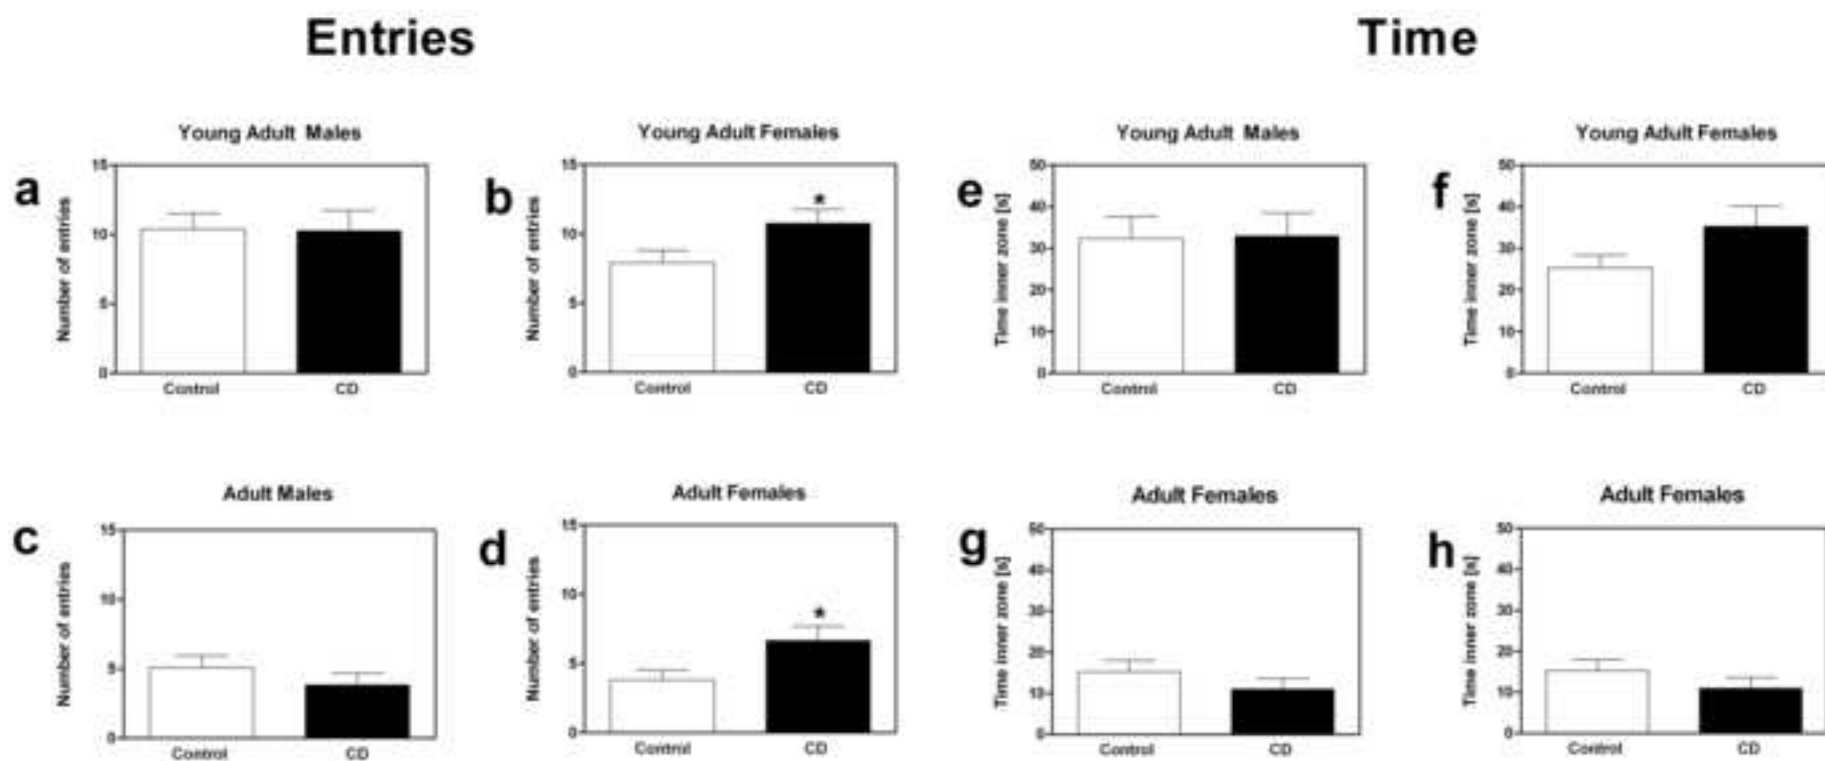 Entries
Time
Young Adult Males
Young Adult Females
Young Adult Males
Young Adult Females
a
Number of entries
15
10
5
0
Control CD
b
Number of entries
15
10
5
0
*
Control CD
e
Time inner zone [s]
50
40
30
20
10
0
Control CD
f
Time inner zone [s]
50
40
30
20
10
0
Control CD
Adult Males
Adult Females
Adult Females
Adult Females
c
Number of entries
15
10
5
0
Control CD
d
Number of entries
15
10
5
0
*
Control CD
g
Time inner zone [s]
50
40
30
20
10
0
Control CD
h
Time inner zone [s]
50
40
30
20
10
0
Control CD